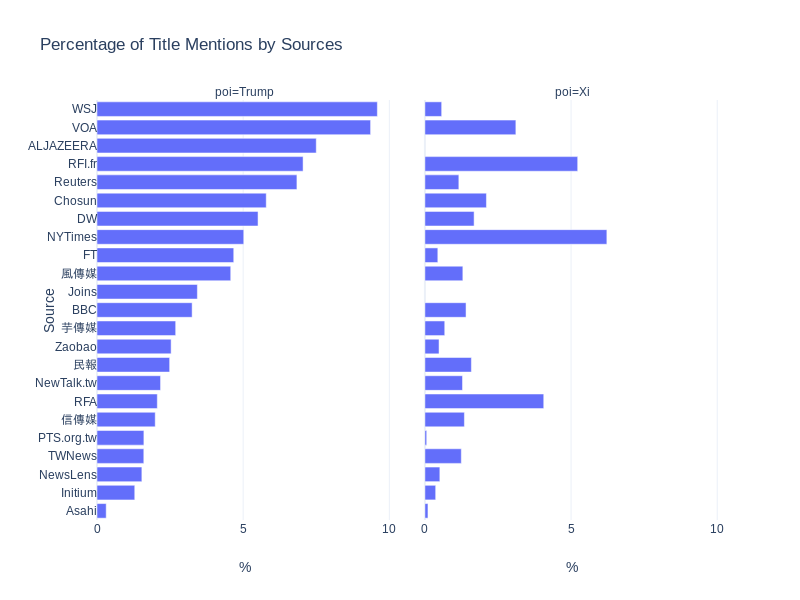 Percentage of Title Mentions by Sources
poi=Trump
poi=Xi
WSJ
VOA
ALJAZEERA
RFI.fr
Reuters
Chosun
DW
NYTimes
FT
風傳媒
Joins
BBC
芋傳媒
Zaobao
民報
NewTalk.tw
RFA
信傳媒
PTS.org.tw
TWNews
NewsLens
Initium
Asahi
Source
0 5 10
0 5 10
%
%